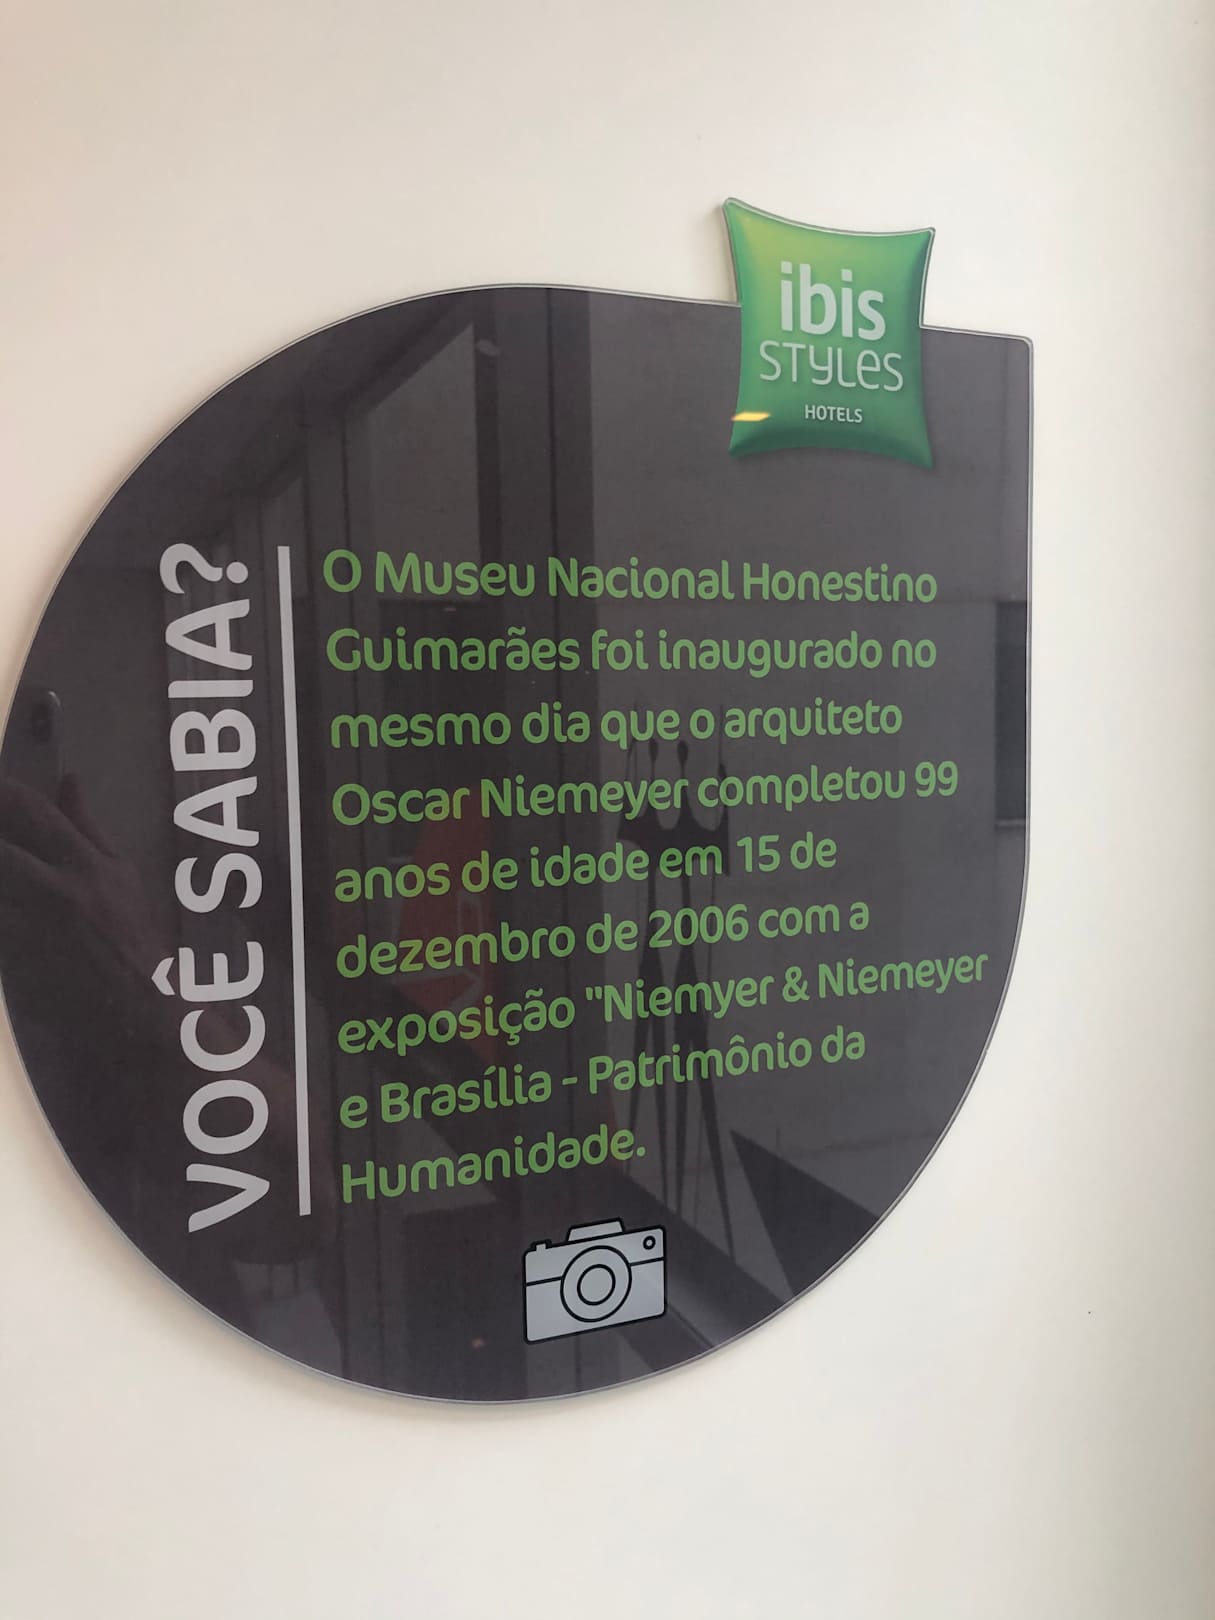 ibis
STYLES
HOTELS
VOCÊ SABIA?
O Museu Nacional Honestino
Guimarães foi inaugurado no
mesmo dia que o arquiteto
Oscar Niemeyer completou 99
anos de idade em 15 de
dezembro de 2006 com a
exposição "Niemyer & Niemeyer
e Brasília - Patrimônio da
Humanidade.